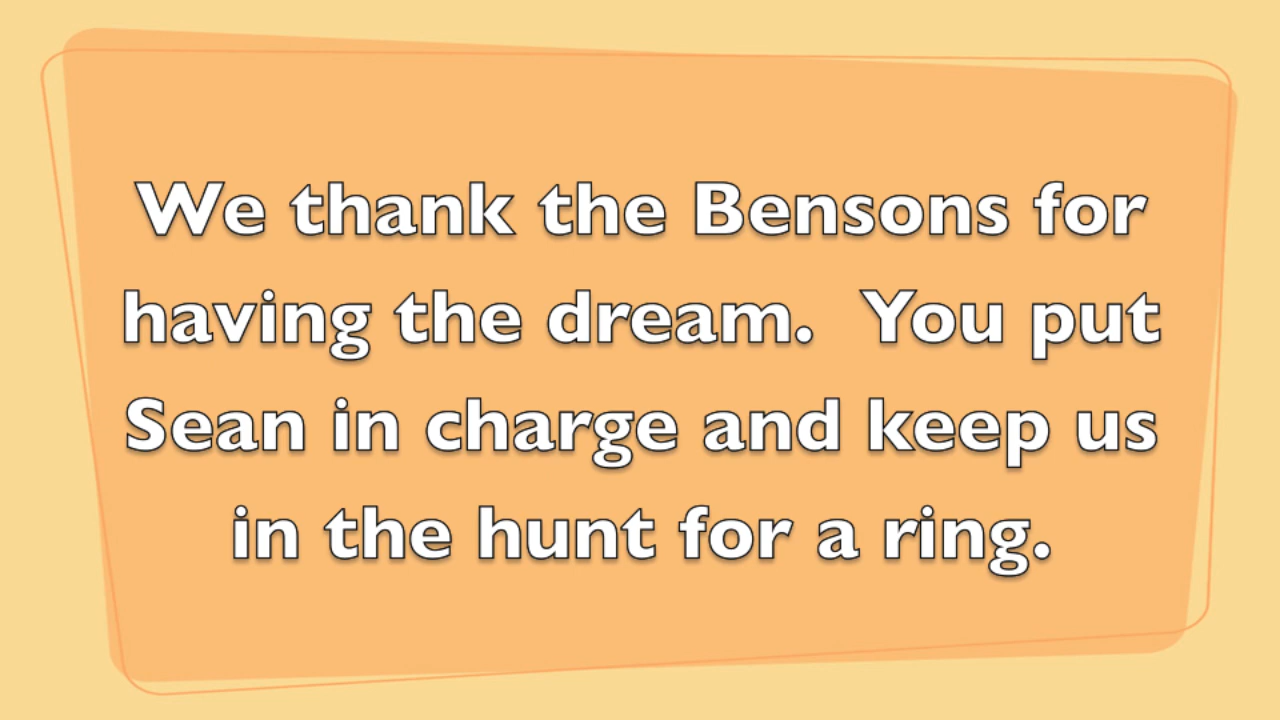 We thank the Bensons for
having the dream.  You put
Sean in charge and keep us
in the hunt for a ring.